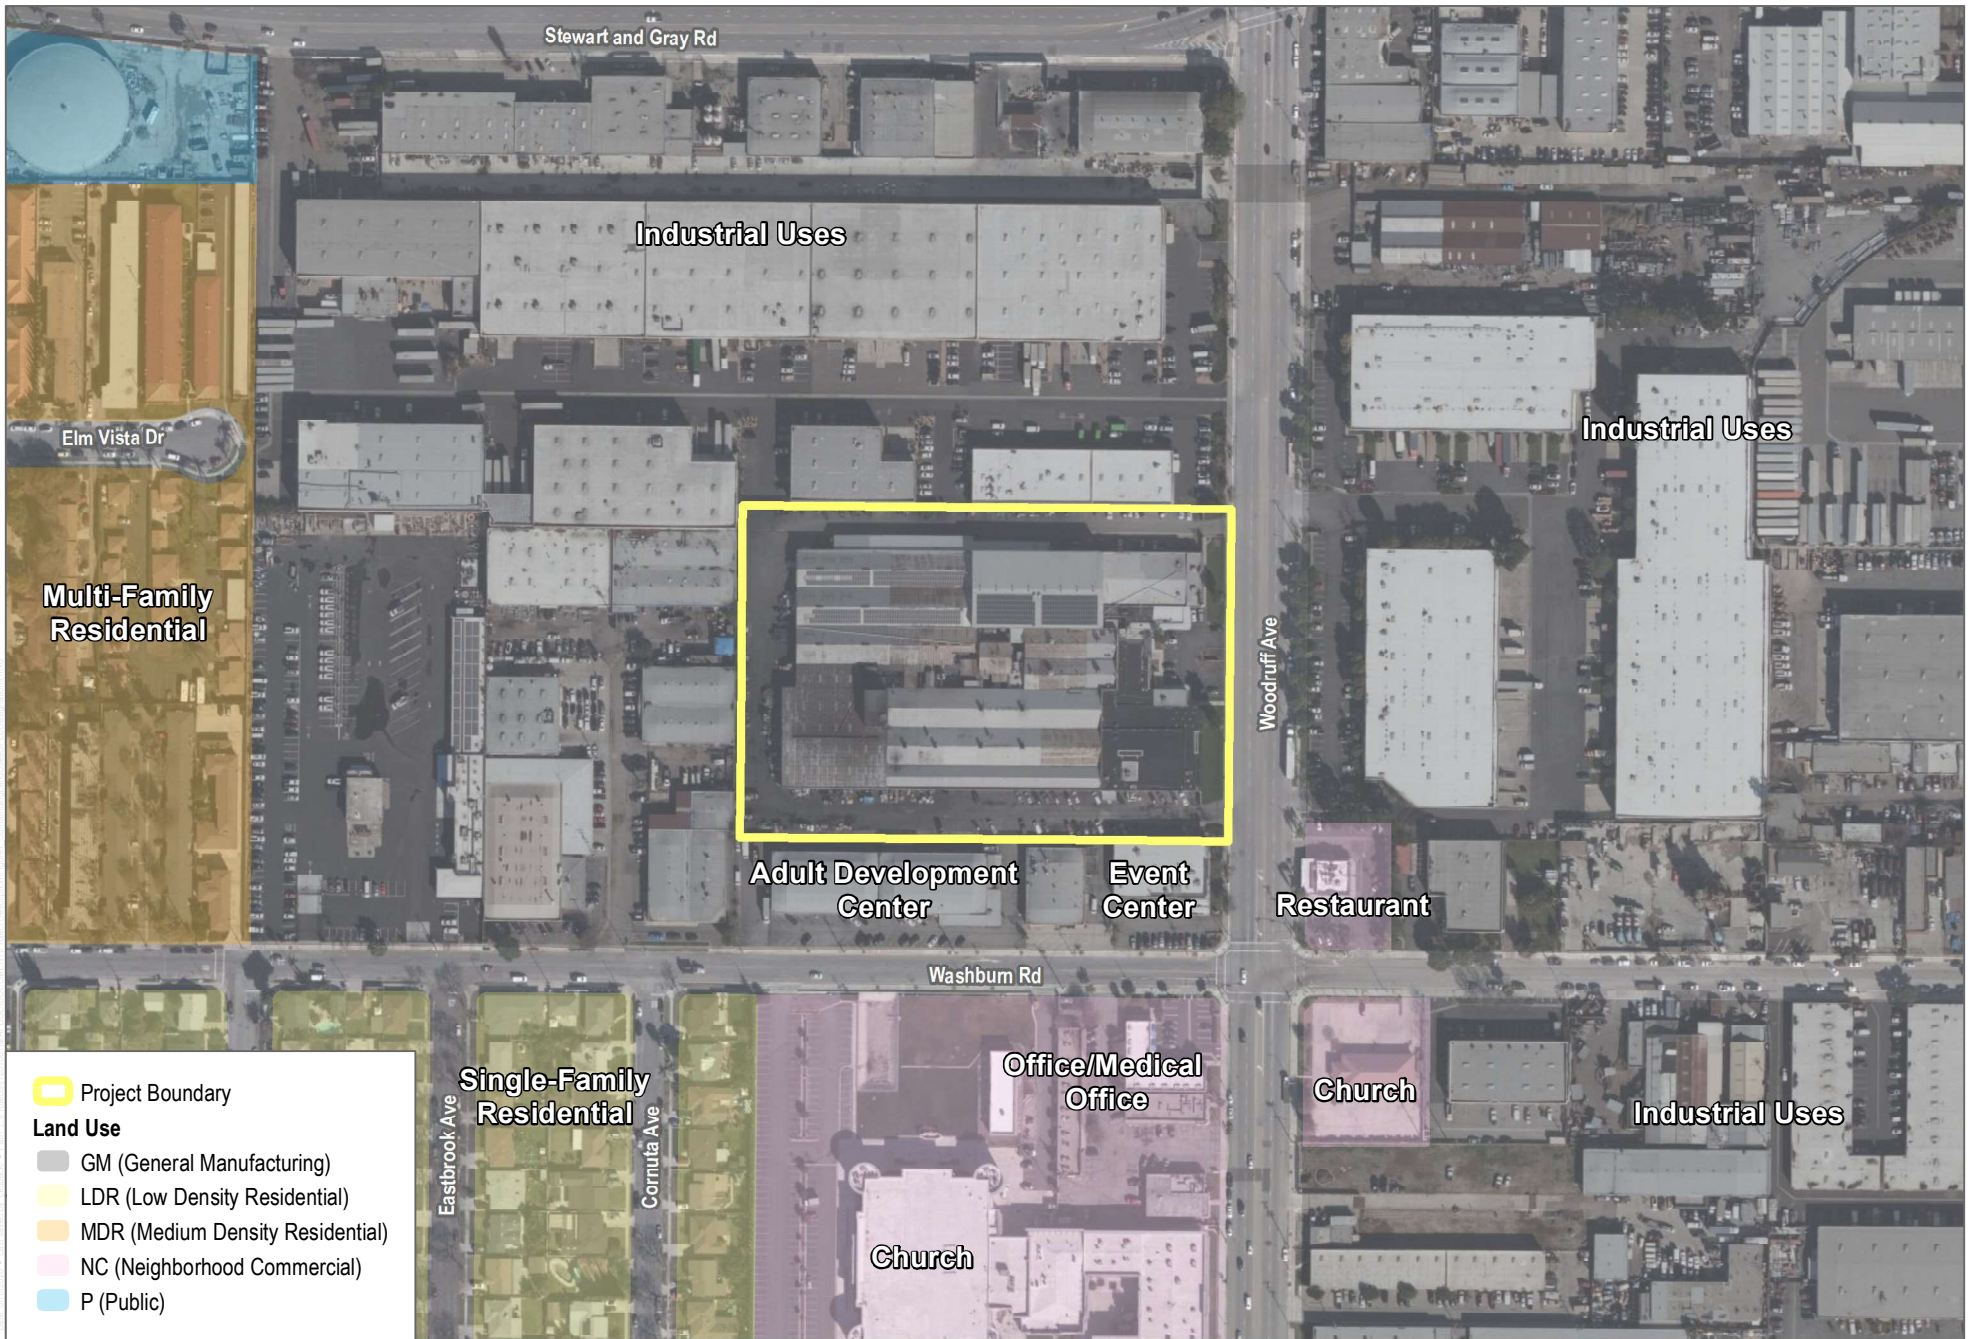 Stewart and Gray Rd
Industrial Uses
Elm Vista Dr
Industrial Uses
Multi-Family
Residential
Woodruff Ave
Adult Development
Center
Event
Center
Restaurant
Washburn Rd
Single-Family
Residential
Office/Medical
Office
Church
Industrial Uses
Eastbrook Ave
Cornuta Ave
Church
Project Boundary
Land Use
GM (General Manufacturing)
LDR (Low Density Residential)
MDR (Medium Density Residential)
NC (Neighborhood Commercial)
P (Public)